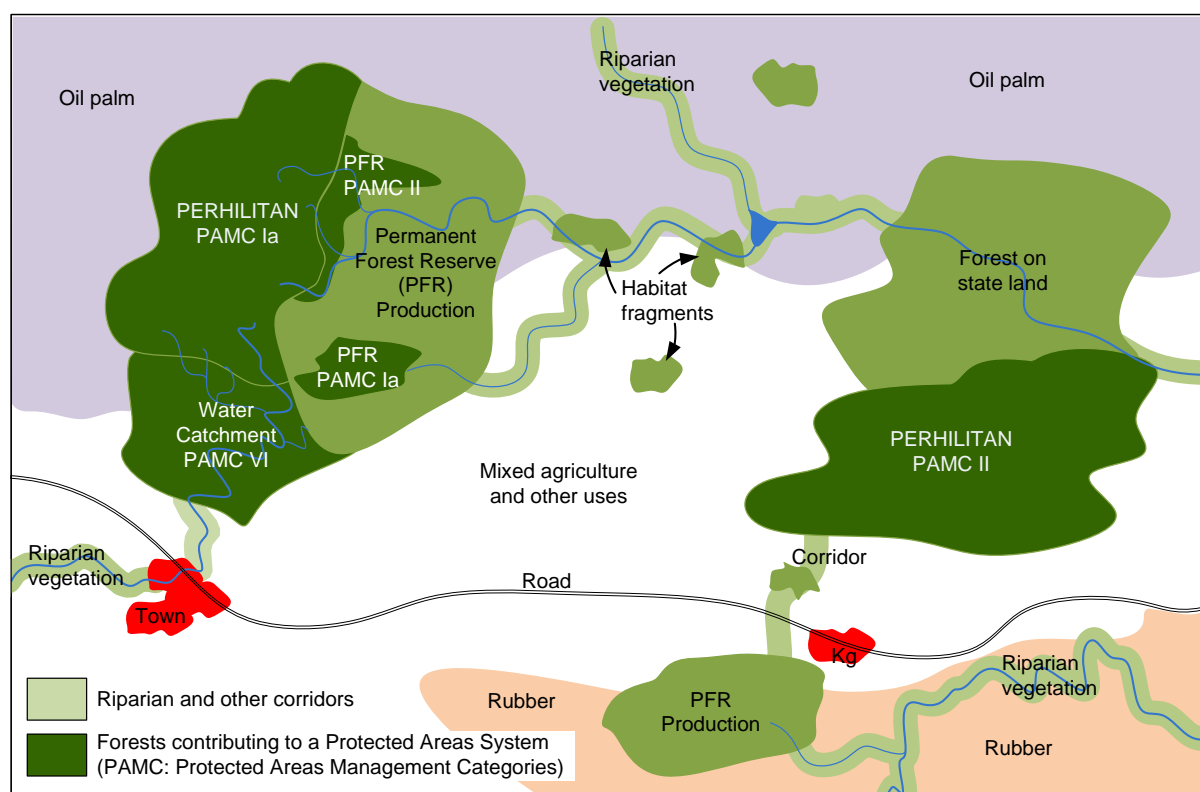 Riparian
vegetation
Oil palm
Oil palm
PFR
PAMC II
PERHILITAN
PAMC Ia
Permanent
Forest Reserve
(PFR)
Production
Forest on
state land
Habitat
fragments
PFR
PAMC Ia
Water
Catchment
PAMC VI
PERHILITAN
PAMC II
Mixed agriculture
and other uses
Riparian
vegetation
Corridor
Road
Town
Kg
Riparian
vegetation
Rubber
PFR
Production
Rubber
Riparian and other corridors
Forests contributing to a Protected Areas System
(PAMC: Protected Areas Management Categories)